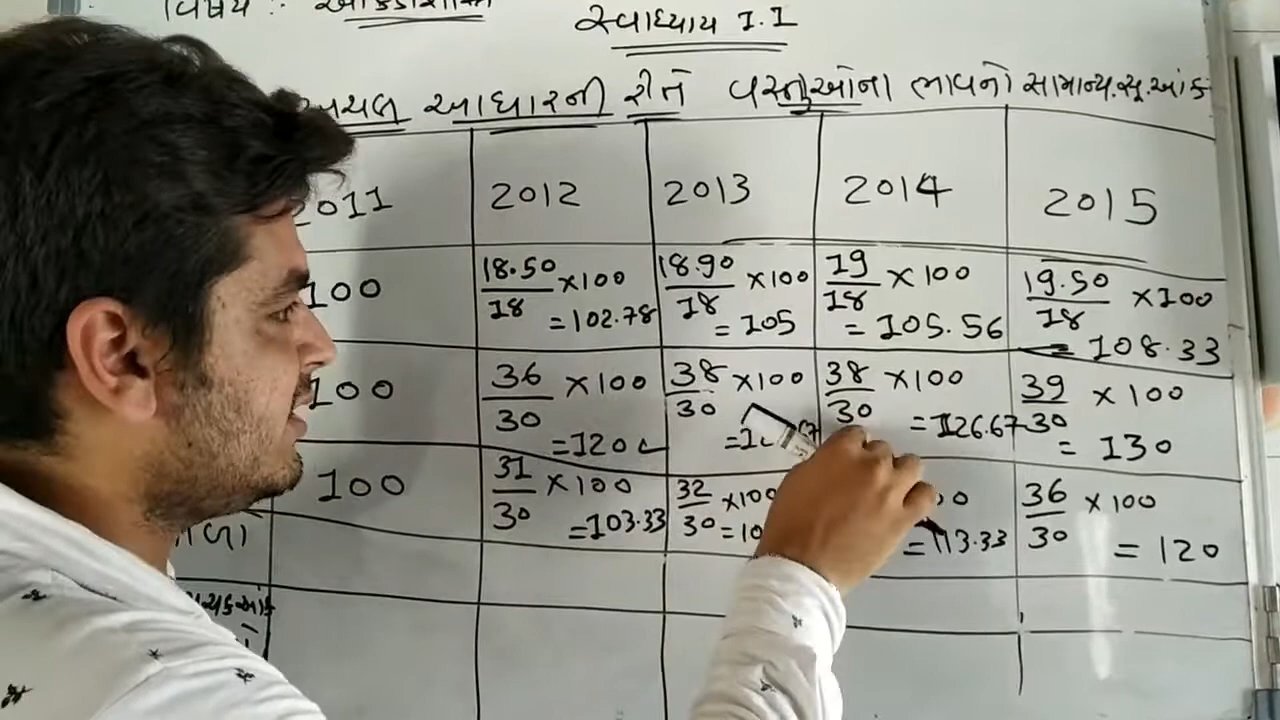 વિષય :
સ્વાધ્યાય 1.1
આધારની રીતે વસ્તુઓના ભાવનો સામાન્ય.સૂ.આંક
2011 2012 2013 2014 2015
100 18.50/18 ×100 =102.78 18.90/18 ×100 =105 19/18 ×100 =105.56 19.50/18 ×100 =108.33
100 36/30 ×100 =120 38/30 ×100 38/30 ×100 =126.67 39/30 ×100 =130
100 31/30 ×100 =103.33 32/30 ×100 =113.33 36/30 ×100 =120